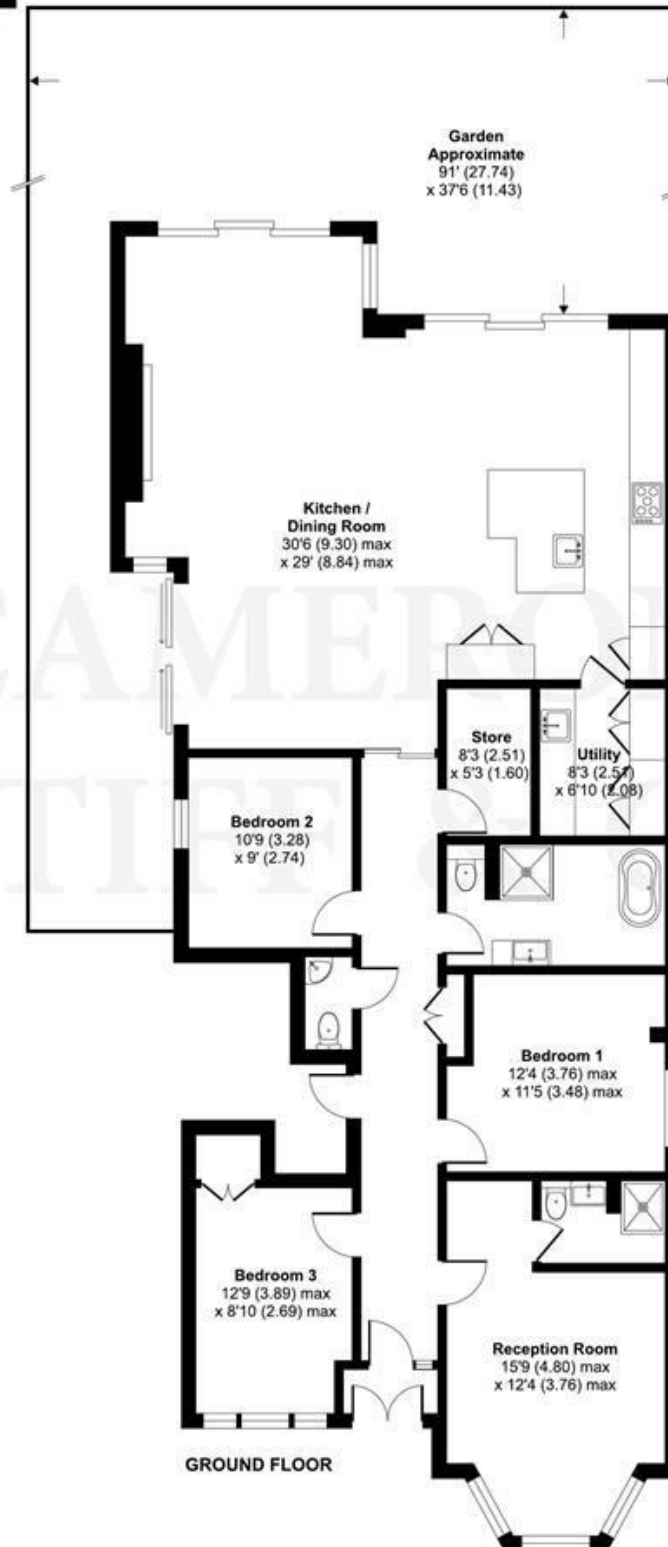 Garden
Approximate
91' (27.74)
x 37'6 (11.43)
Kitchen /
Dining Room
30'6 (9.30) max
x 29' (8.84) max
CAMERON
STIFF &
Store
8'3 (2.51)
x 5'3 (1.60)
Utility
8'3 (2.51)
x 6'10 (2.08)
Bedroom 2
10'9 (3.28)
x 9' (2.74)
Bedroom 1
12'4 (3.76) max
x 11'5 (3.48) max
Bedroom 3
12'9 (3.89) max
x 8'10 (2.69) max
Reception Room
15'9 (4.80) max
x 12'4 (3.76) max
GROUND FLOOR